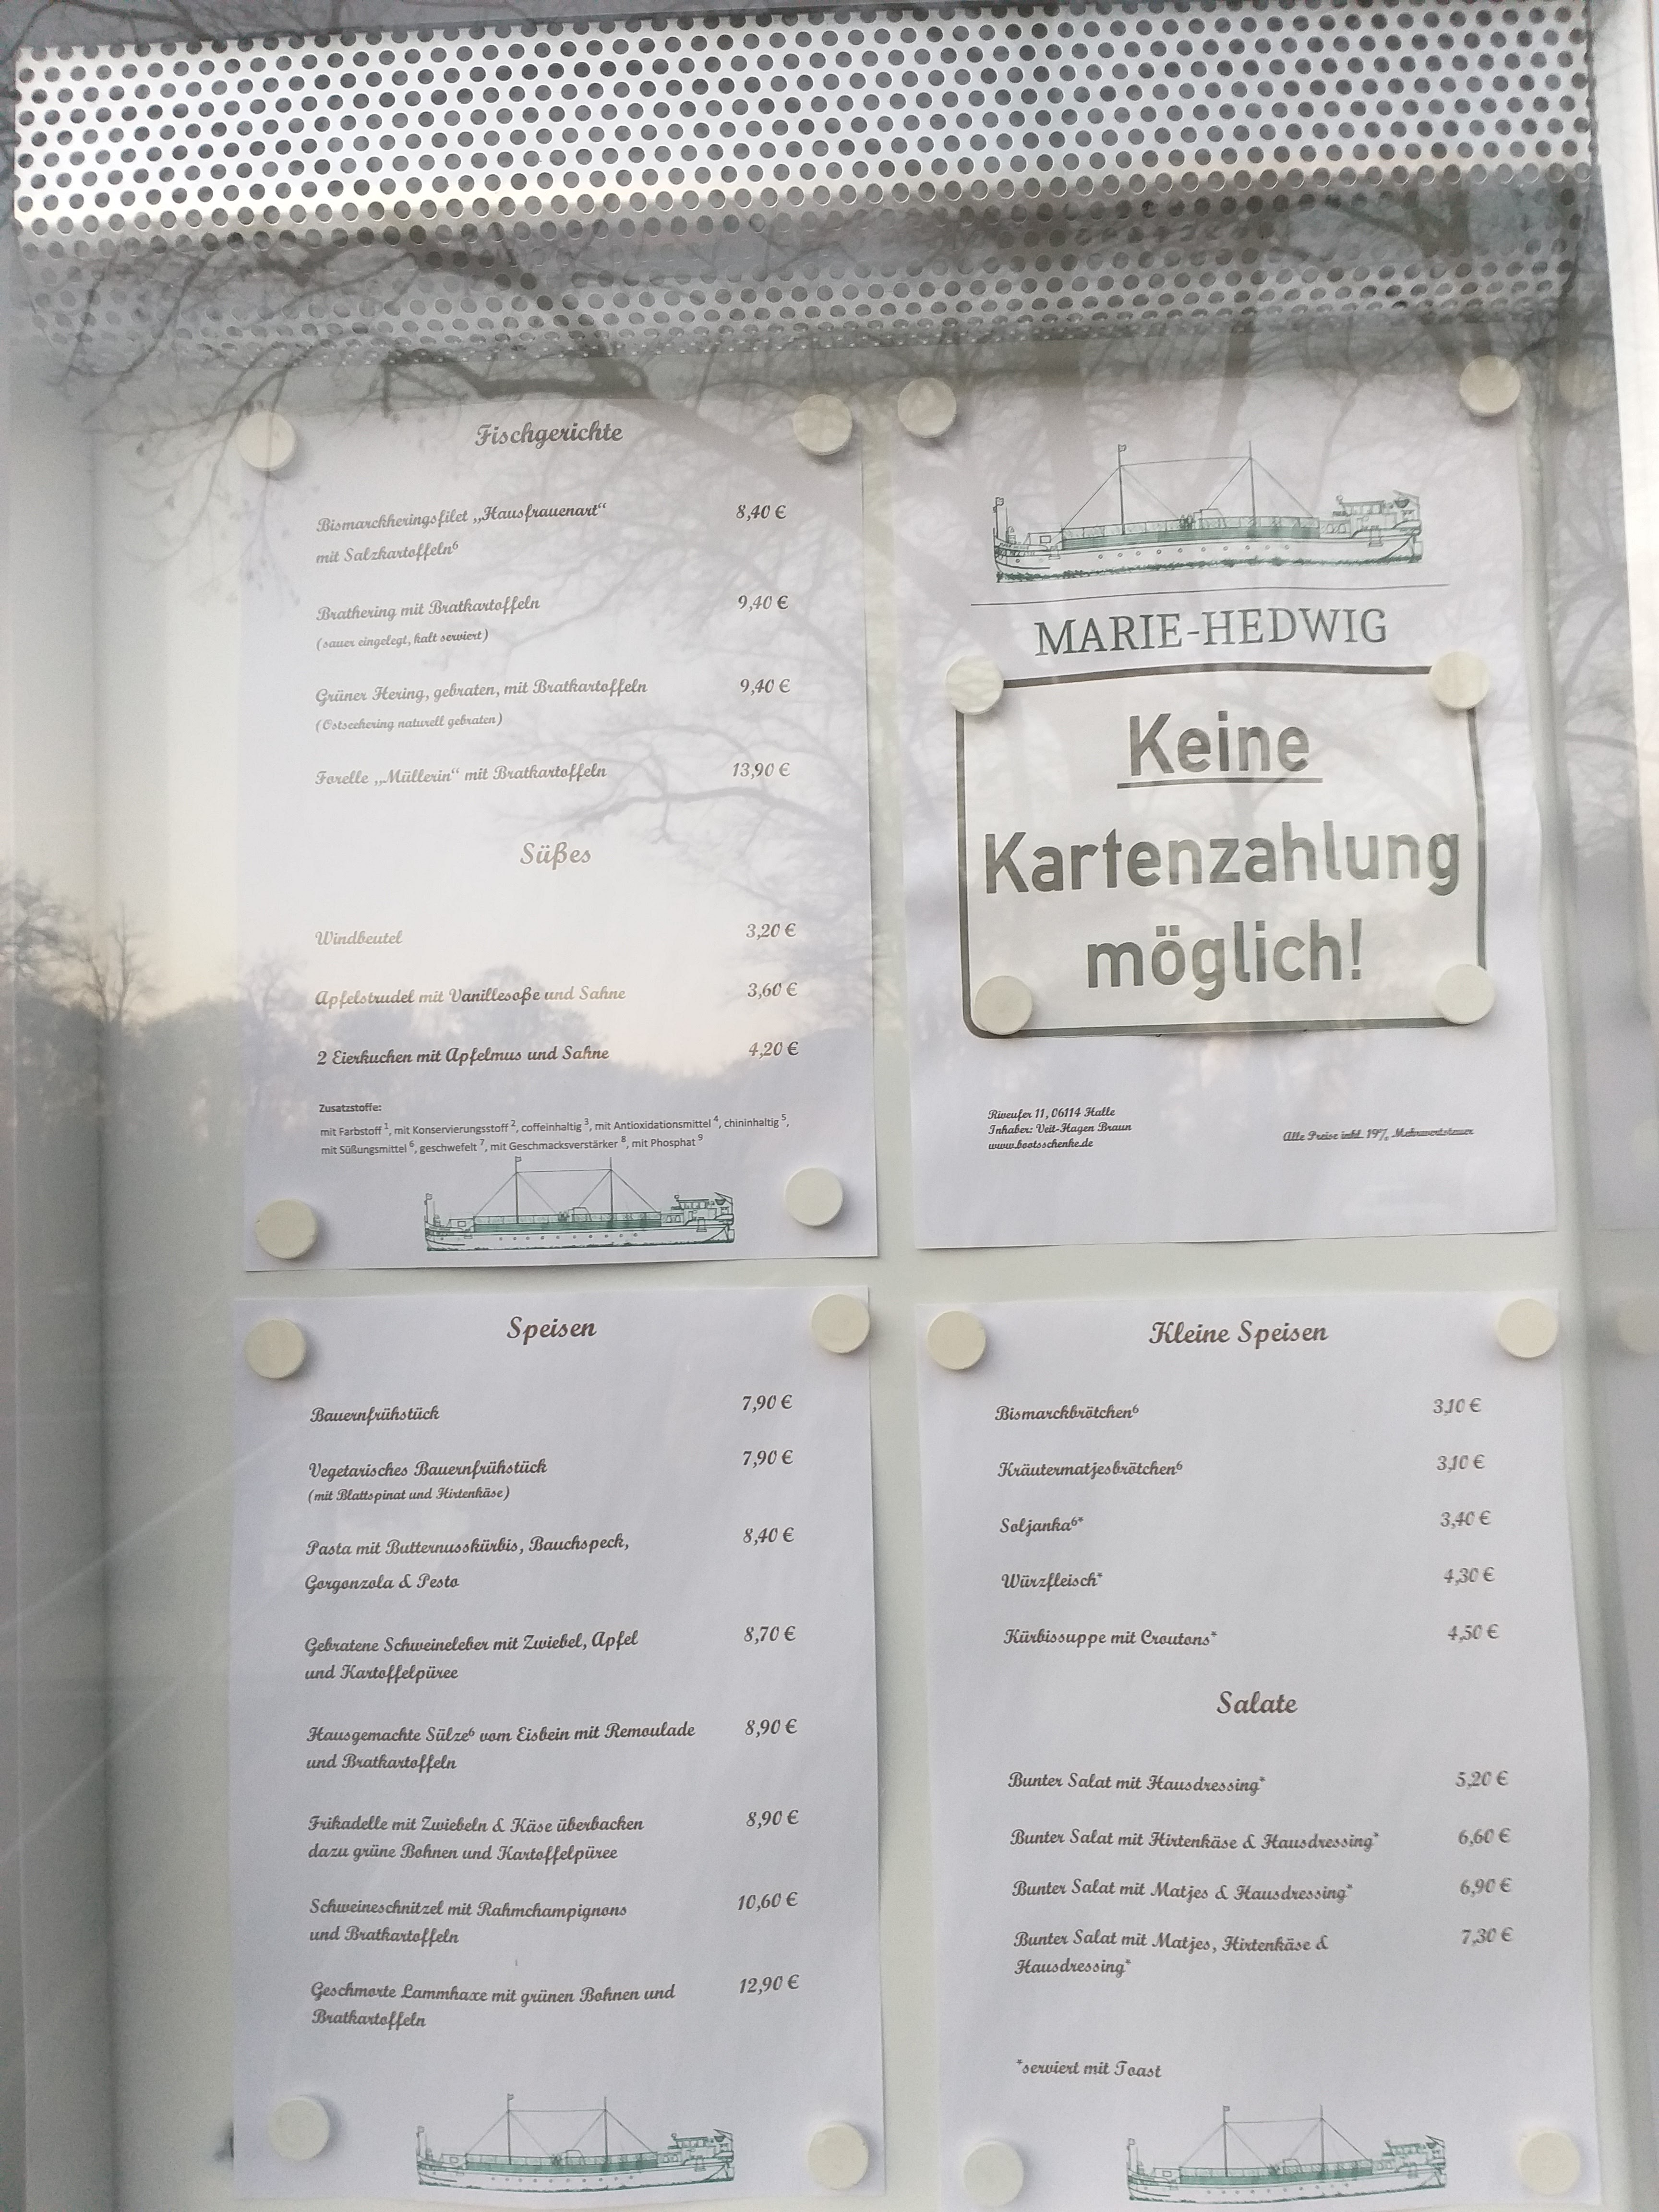 Fischgerichte
Bismarckheringsfilet „Hausfrauenart“ 8,40 €
mit Salzkartoffeln⁶
Brathering mit Bratkartoffeln 9,40 €
(sauer eingelegt, kalt serviert)
Grüner Hering, gebraten, mit Bratkartoffeln 9,40 €
(Ostseehering naturell gebraten)
Forelle „Müllerin“ mit Bratkartoffeln 13,90 €
Süßes
Windbeutel 3,20 €
Apfelstrudel mit Vanillesoße und Sahne 3,60 €
2 Eierkuchen mit Apfelmus und Sahne 4,20 €
Zusatzstoffe:
mit Farbstoff ¹, mit Konservierungsstoff ², coffeinhaltig ³, mit Antioxidationsmittel ⁴, chininhaltig ⁵,
mit Süßungsmittel ⁶, geschwefelt ⁷, mit Geschmacksverstärker ⁸, mit Phosphat ⁹
MARIE-HEDWIG
Keine
Kartenzahlung
möglich!
Riveufer 11, 06114 Halle
Inhaber: Veit-Hagen Braun
www.bootsschenke.de
Alle Preise inkl. 19% Mehrwertsteuer
Speisen
Bauernfrühstück 7,90 €
Vegetarisches Bauernfrühstück 7,90 €
(mit Blattspinat und Hirtenkäse)
Pasta mit Butternusskürbis, Bauchspeck, 8,40 €
Gorgonzola & Pesto
Gebratene Schweineleber mit Zwiebel, Apfel 8,70 €
und Kartoffelpüree
Hausgemachte Sülze⁶ vom Eisbein mit Remoulade 8,90 €
und Bratkartoffeln
Frikadelle mit Zwiebeln & Käse überbacken 8,90 €
dazu grüne Bohnen und Kartoffelpüree
Schweineschnitzel mit Rahmchampignons 10,60 €
und Bratkartoffeln
Geschmorte Lammhaxe mit grünen Bohnen und 12,90 €
Bratkartoffeln
Kleine Speisen
Bismarckbrötchen⁶ 3,10 €
Kräutermatjesbrötchen⁶ 3,10 €
Soljanka⁶* 3,40 €
Würzfleisch* 4,30 €
Kürbissuppe mit Croutons* 4,50 €
Salate
Bunter Salat mit Hausdressing* 5,20 €
Bunter Salat mit Hirtenkäse & Hausdressing* 6,60 €
Bunter Salat mit Matjes & Hausdressing* 6,90 €
Bunter Salat mit Matjes, Hirtenkäse & 7,30 €
Hausdressing*
*serviert mit Toast